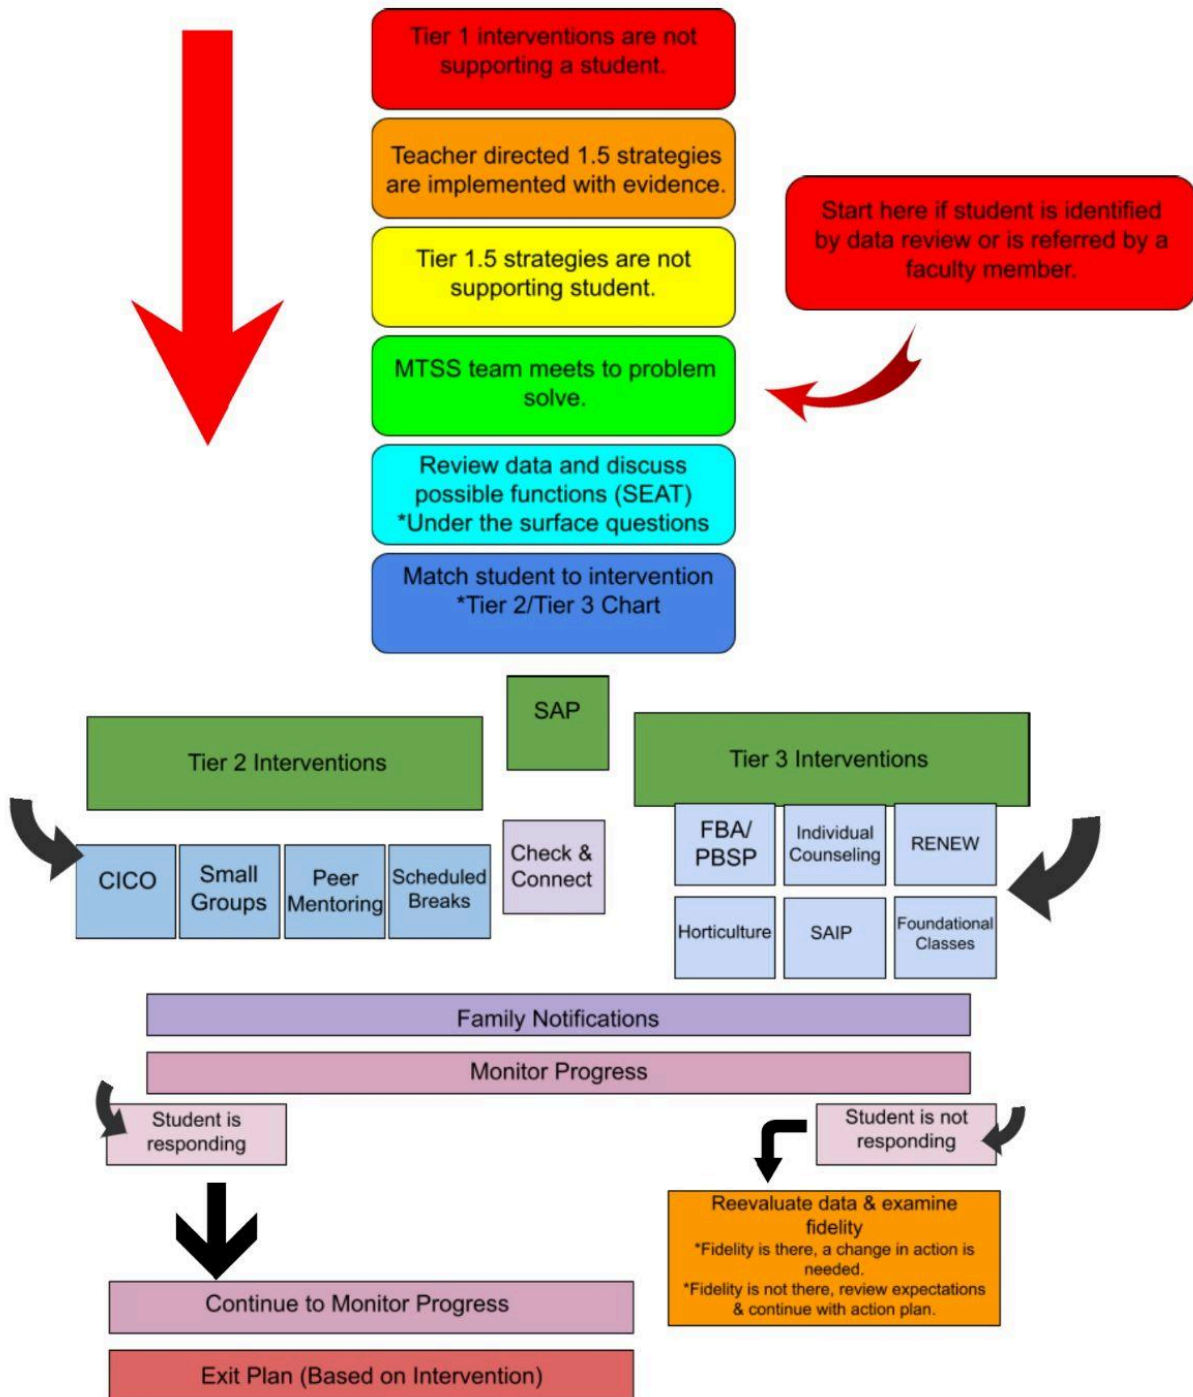 Tier 1 interventions are not
supporting a student.
Teacher directed 1.5 strategies
are implemented with evidence.
Start here if student is identified
by data review or is referred by a
faculty member.
Tier 1.5 strategies are not
supporting student.
MTSS team meets to problem
solve.
Review data and discuss
possible functions (SEAT)
*Under the surface questions
Match student to intervention
*Tier 2/Tier 3 Chart
SAP
Tier 2 Interventions
Tier 3 Interventions
CICO
Small
Groups
Peer
Mentoring
Scheduled
Breaks
Check &
Connect
FBA/
PBSP
Individual
Counseling
RENEW
Horticulture
SAIP
Foundational
Classes
Family Notifications
Monitor Progress
Student is
responding
Student is not
responding
Reevaluate data & examine
fidelity
*Fidelity is there, a change in action is
needed.
*Fidelity is not there, review expectations
& continue with action plan.
Continue to Monitor Progress
Exit Plan (Based on Intervention)